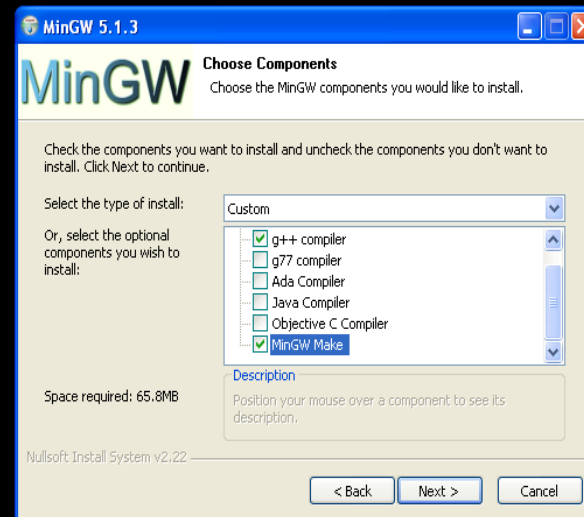 MinGW 5.1.3
MinGW
Choose Components
Choose the MinGW components you would like to install.
Check the components you want to install and uncheck the components you don't want to
install. Click Next to continue.
Select the type of install:
Custom
Or, select the optional
components you wish to
install:
g++ compiler
g77 compiler
Ada Compiler
Java Compiler
Objective C Compiler
MinGW Make
Space required: 65.8MB
Description
Position your mouse over a component to see its
description.
Nullsoft Install System v2.22
< Back
Next >
Cancel